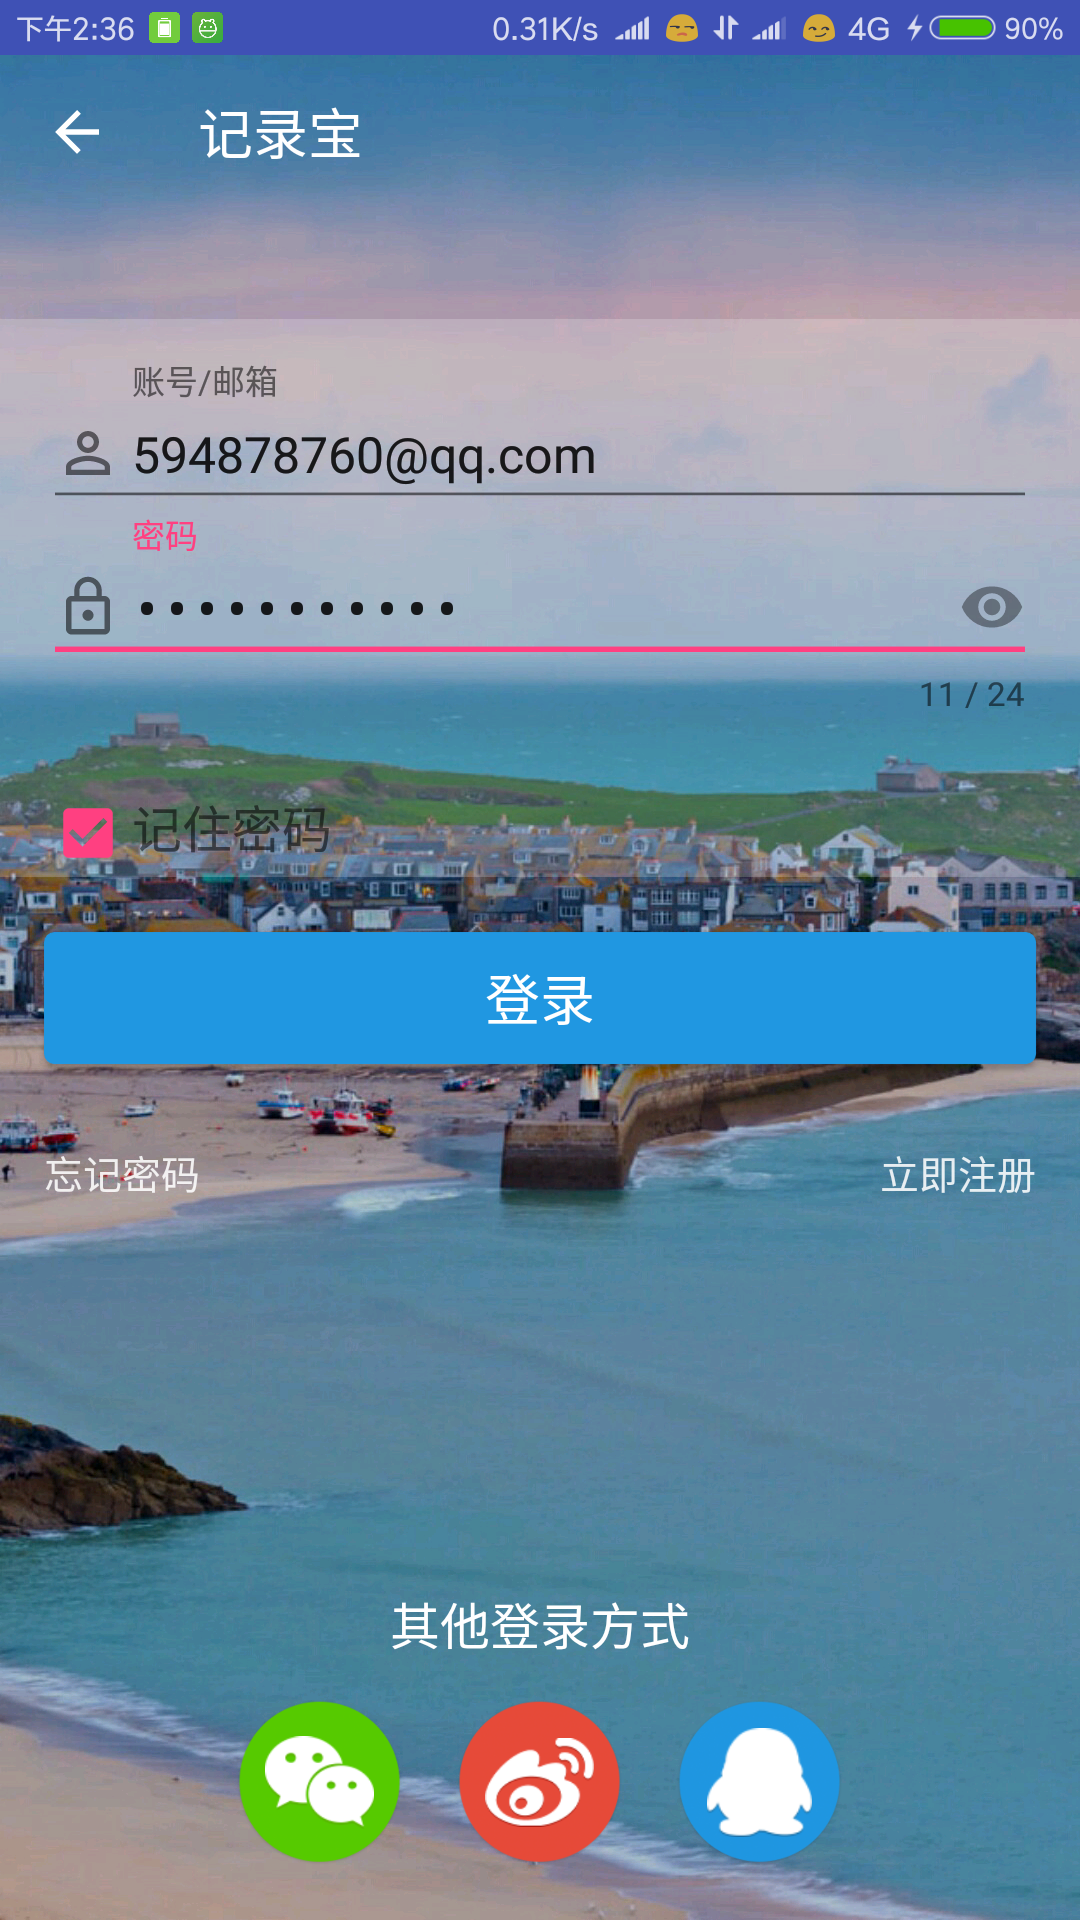 下午2:36 0.31K/s 4G 90%
记录宝
账号/邮箱
594878760@qq.com
密码
•••••••••••
11 / 24
记住密码
登录
忘记密码 立即注册
其他登录方式